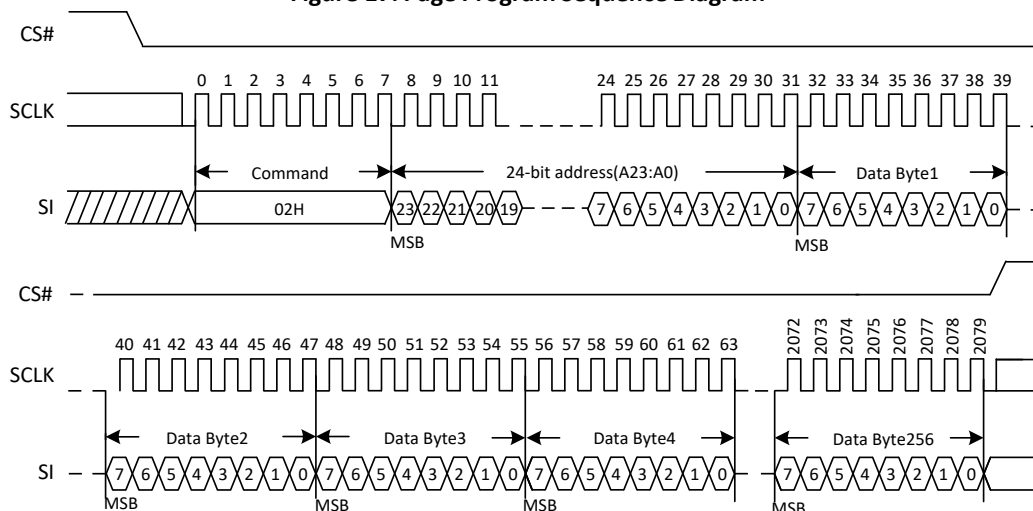 Figure Page Program Sequence Diagram
CS#
0 1 2 3 4 5 6 7 8 9 10 11 24 25 26 27 28 29 30 31 32 33 34 35 36 37 38 39
SCLK
Command 24-bit address(A23:A0) Data Byte1
SI 02H 23 22 21 20 19 7 6 5 4 3 2 1 0 7 6 5 4 3 2 1 0
MSB MSB
CS#
40 41 42 43 44 45 46 47 48 49 50 51 52 53 54 55 56 57 58 59 60 61 62 63 2072 2073 2074 2075 2076 2077 2078 2079
SCLK
Data Byte2 Data Byte3 Data Byte4 Data Byte256
SI 7 6 5 4 3 2 1 0 7 6 5 4 3 2 1 0 7 6 5 4 3 2 1 0 7 6 5 4 3 2 1 0
MSB MSB MSB MSB